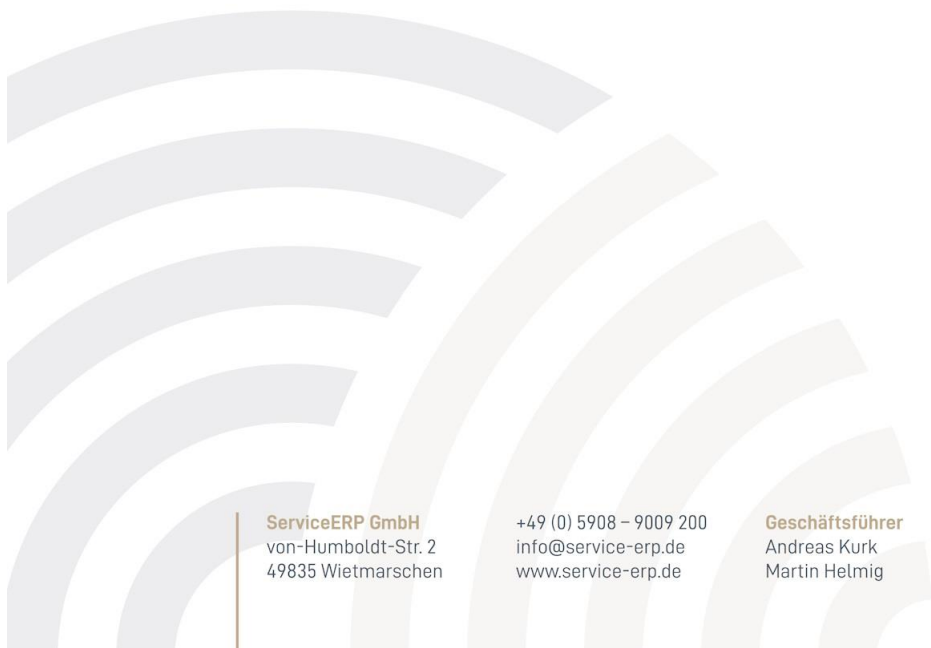 ServiceERP GmbH
von-Humboldt-Str. 2
49835 Wietmarschen
+49 (0) 5908 – 9009 200
info@service-erp.de
www.service-erp.de
Geschäftsführer
Andreas Kurk
Martin Helmig